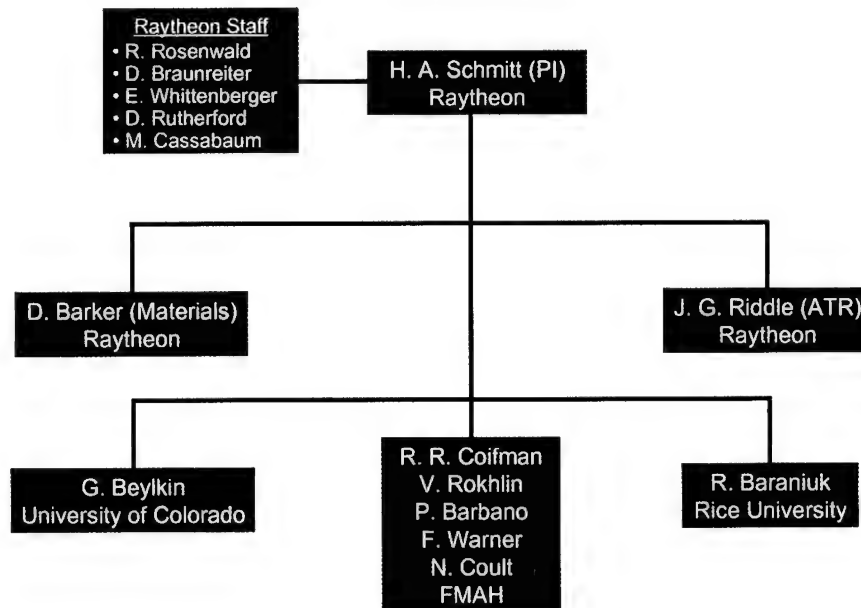 Raytheon Staff
• R. Rosenwald
• D. Braunreiter
• E. Whittenberger
• D. Rutherford
• M. Cassabaum
H. A. Schmitt (PI)
Raytheon
D. Barker (Materials)
Raytheon
J. G. Riddle (ATR)
Raytheon
G. Beylkin
University of Colorado
R. R. Coifman
V. Rokhlin
P. Barbano
F. Warner
N. Coult
FMAH
R. Baraniuk
Rice University